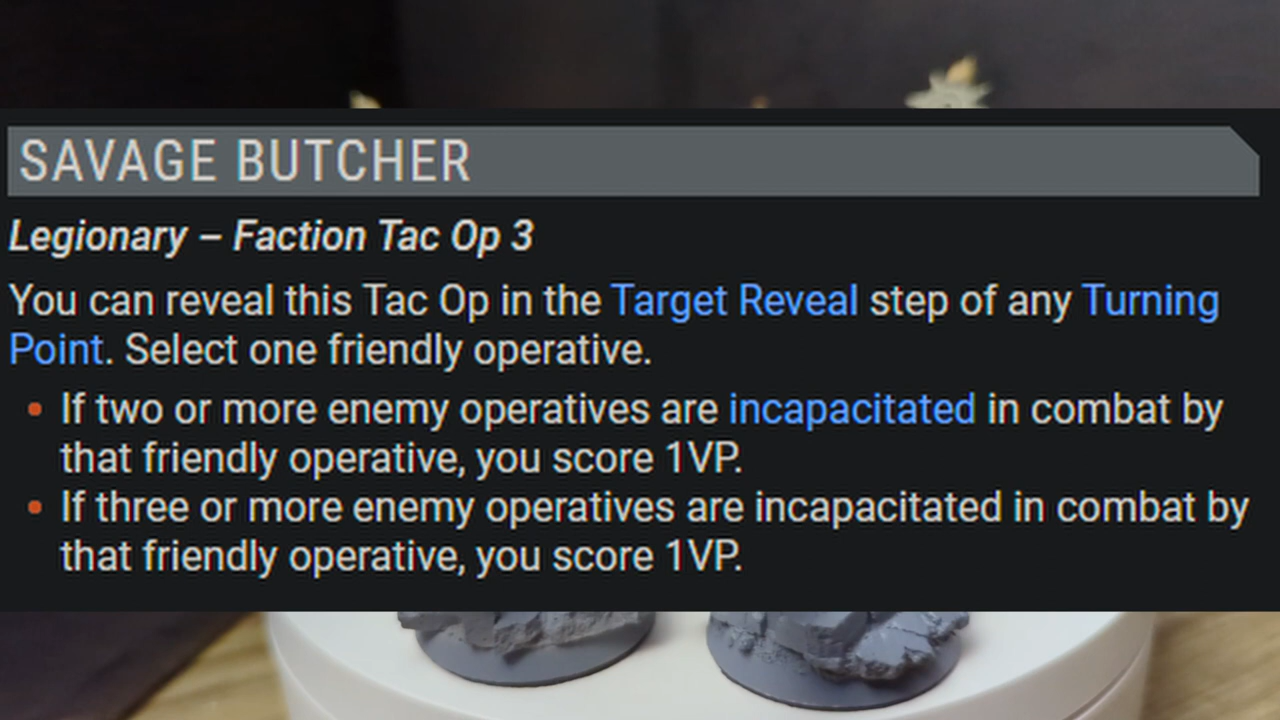 SAVAGE BUTCHER
Legionary – Faction Tac Op 3
You can reveal this Tac Op in the Target Reveal step of any Turning
Point. Select one friendly operative.
• If two or more enemy operatives are incapacitated in combat by
that friendly operative, you score 1VP.
• If three or more enemy operatives are incapacitated in combat by
that friendly operative, you score 1VP.